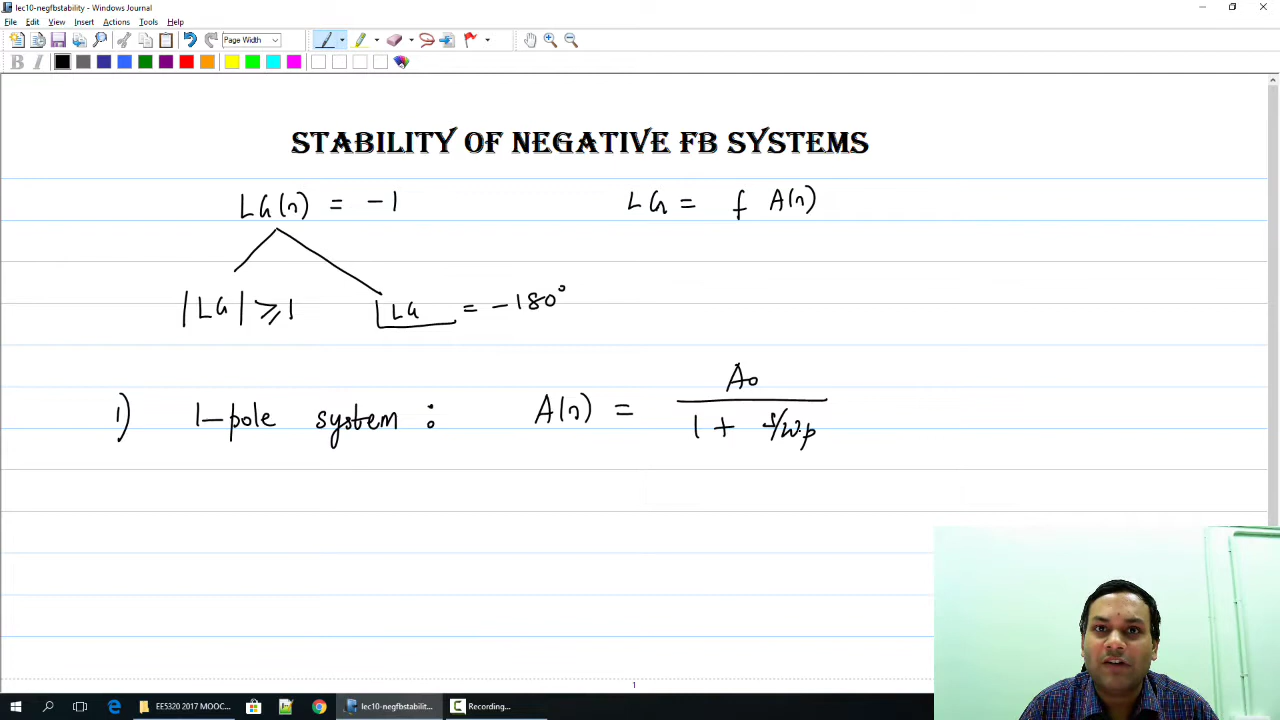 lec10-negfbstability - Windows Journal
File Edit View Insert Actions Tools Help
Page Width
B I
STABILITY OF NEGATIVE FB SYSTEMS
LG(s) = -1 LG = f A(s)
|LG| ⩾ 1 ∠LG = -180°
1) 1-pole system : A(s) = A₀ / (1 + s/ωp)
1
EE5320 2017 MOOC... lec10-negfbstabilit... Recording...